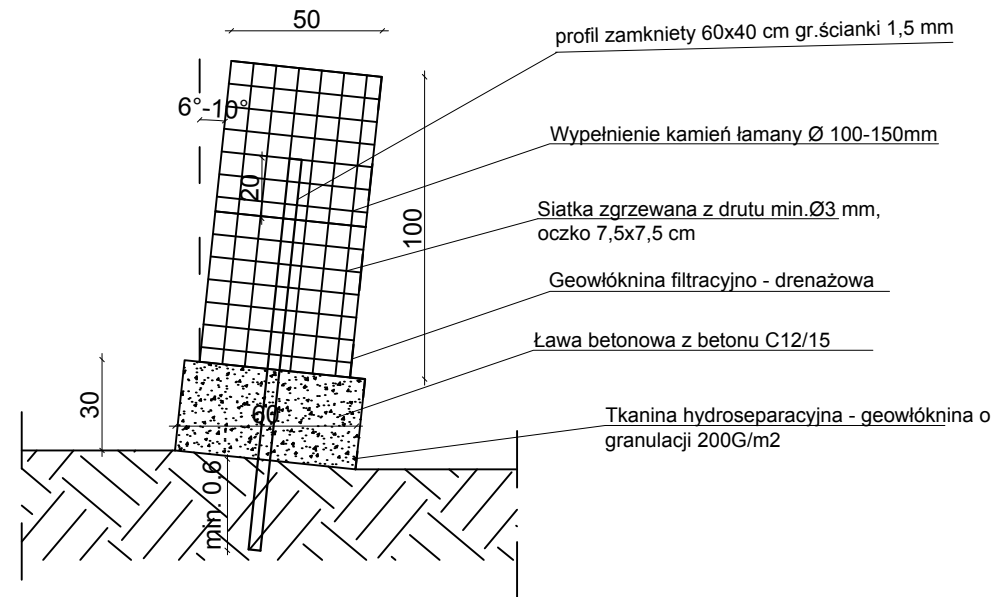 50
profil zamkniety 60x40 cm gr.ścianki 1,5 mm
6°-10°
Wypełnienie kamień łamany Ø 100-150mm
20
100
Siatka zgrzewana z drutu min.Ø3 mm,
oczko 7,5x7,5 cm
Geowłóknina filtracyjno - drenażowa
Ława betonowa z betonu C12/15
30
60
Tkanina hydroseparacyjna - geowłóknina o
granulacji 200G/m2
min. 0,6